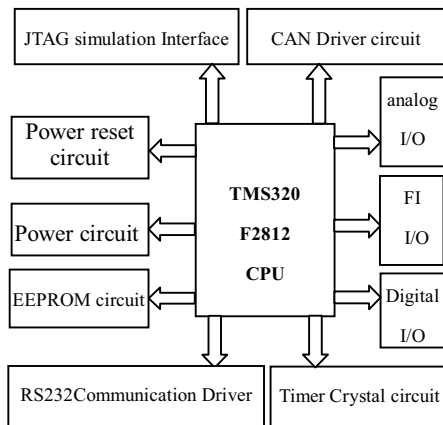 JTAG simulation Interface
CAN Driver circuit
analog
I/O
Power reset
circuit
TMS320
F2812
CPU
FI
I/O
Power circuit
EEPROM circuit
Digital
I/O
RS232Communication Driver
Timer Crystal circuit